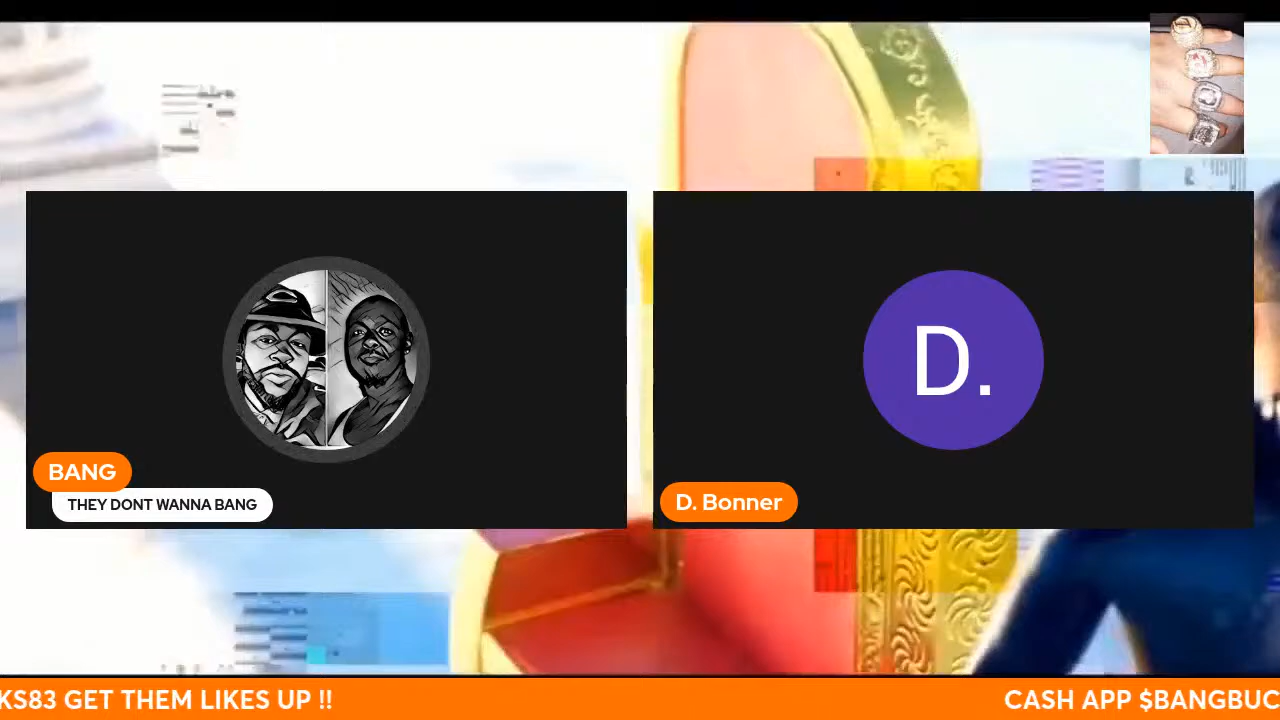 D.
BANG
THEY DONT WANNA BANG
D. Bonner
KS83 GET THEM LIKES UP !!
CASH APP $BANGBUC